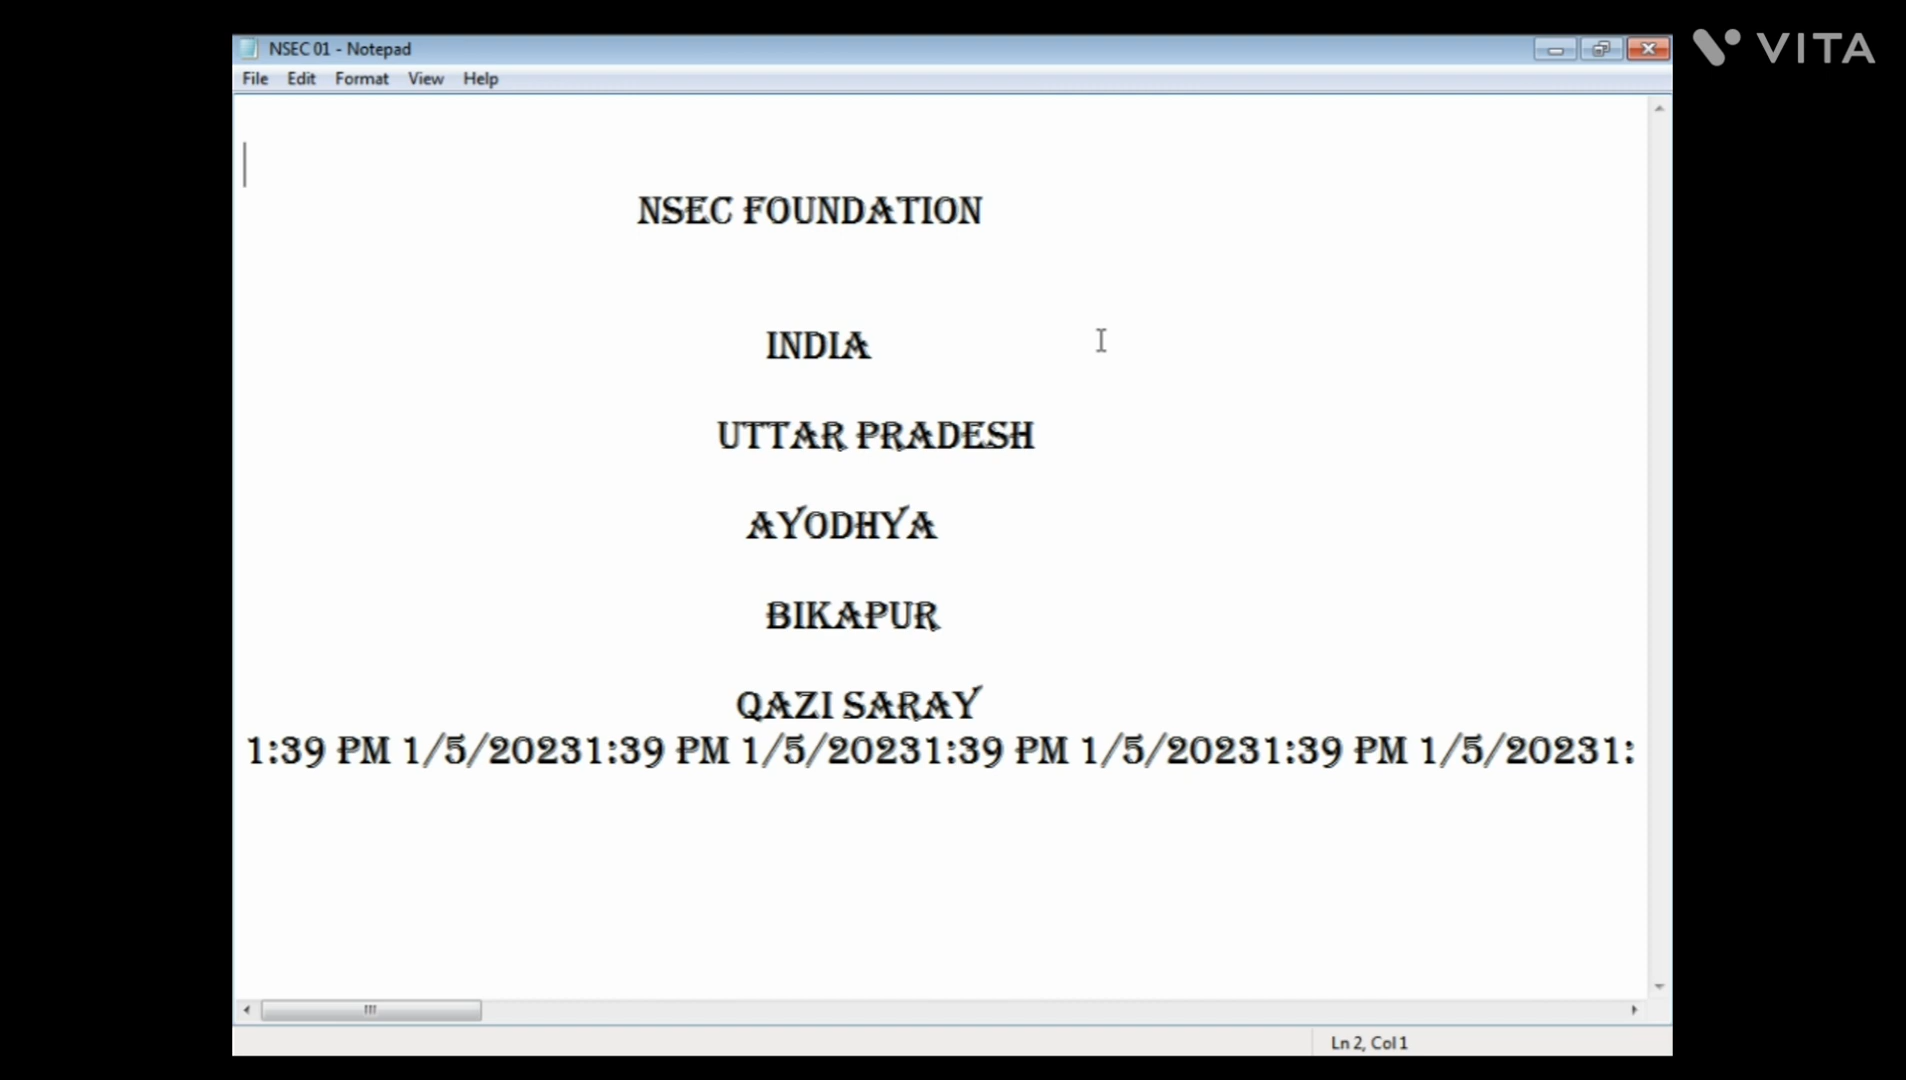 NSEC 01 - Notepad
VITA
File Edit Format View Help
NSEC FOUNDATION
INDIA
UTTAR PRADESH
AYODHYA
BIKAPUR
QAZI SARAY
1:39 PM 1/5/20231:39 PM 1/5/20231:39 PM 1/5/20231:39 PM 1/5/20231:
Ln 2, Col 1